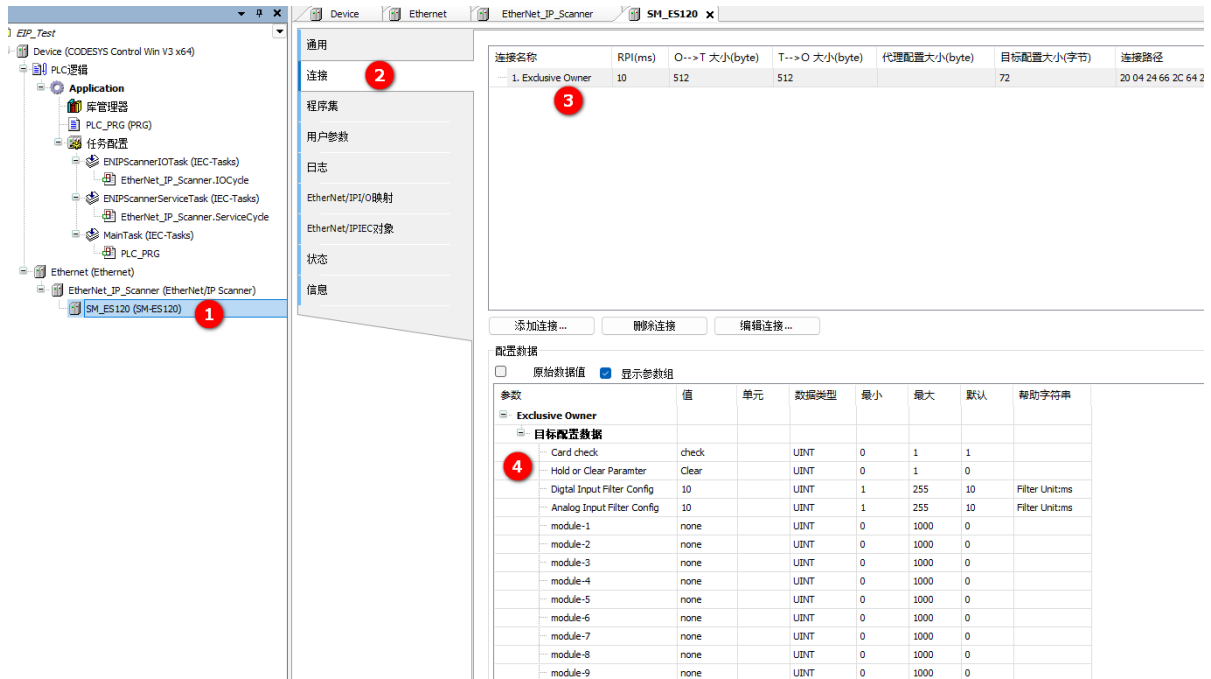 Device Ethernet EtherNet_IP_Scanner SM_ES120
EIP_Test
Device (CODESYS Control Win V3 x64)
PLC逻辑
Application
库管理器
PLC_PRG (PRG)
任务配置
ENIPScannerIOTask (IEC-Tasks)
EtherNet_IP_Scanner.IOCycle
ENIPScannerServiceTask (IEC-Tasks)
EtherNet_IP_Scanner.ServiceCycle
MainTask (IEC-Tasks)
PLC_PRG
Ethernet (Ethernet)
EtherNet_IP_Scanner (EtherNet/IP Scanner)
SM_ES120 (SM-ES120)
1
通用
连接
2
程序集
用户参数
日志
EtherNet/IPI/O映射
EtherNet/IPIEC对象
状态
信息
连接名称 RPI(ms) O-->T 大小(byte) T-->O 大小(byte) 代理配置大小(byte) 目标配置大小(字节) 连接路径
1. Exclusive Owner 10 512 512 72 20 04 24 66 2C 64 2
3
添加连接... 删除连接 编辑连接...
配置数据
原始数据值 显示参数组
参数 值 单元 数据类型 最小 最大 默认 帮助字符串
Exclusive Owner
目标配置数据
4
Card check check UINT 0 1 1
Hold or Clear Paramter Clear UINT 0 1 0
Digtal Input Filter Config 10 UINT 1 255 10 Filter Unit:ms
Analog Input Filter Config 10 UINT 1 255 10 Filter Unit:ms
module-1 none UINT 0 1000 0
module-2 none UINT 0 1000 0
module-3 none UINT 0 1000 0
module-4 none UINT 0 1000 0
module-5 none UINT 0 1000 0
module-6 none UINT 0 1000 0
module-7 none UINT 0 1000 0
module-8 none UINT 0 1000 0
module-9 none UINT 0 1000 0